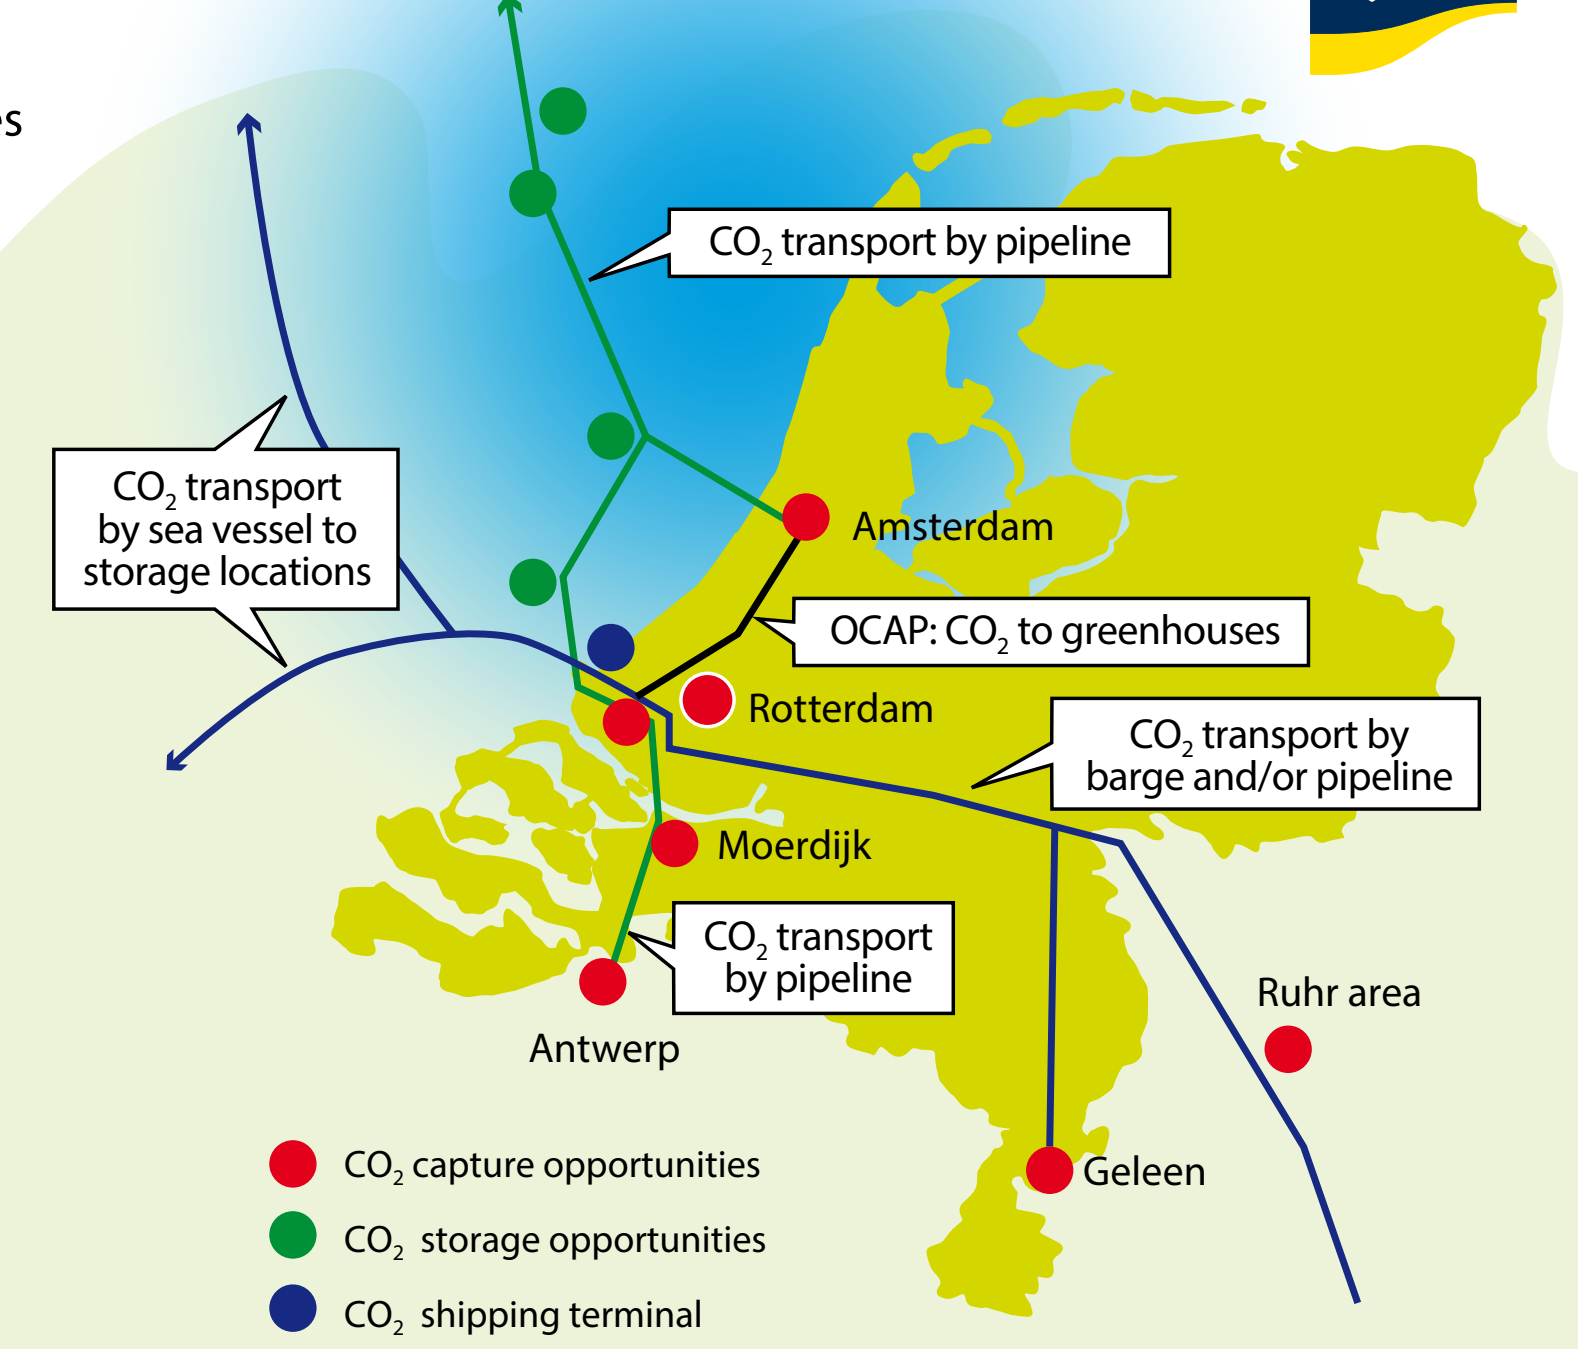 es
CO₂ transport by pipeline
CO₂ transport
by sea vessel to
storage locations
Amsterdam
OCAP: CO₂ to greenhouses
Rotterdam
CO₂ transport by
barge and/or pipeline
Moerdijk
CO₂ transport
by pipeline
Ruhr area
Antwerp
Geleen
CO₂ capture opportunities
CO₂ storage opportunities
CO₂ shipping terminal